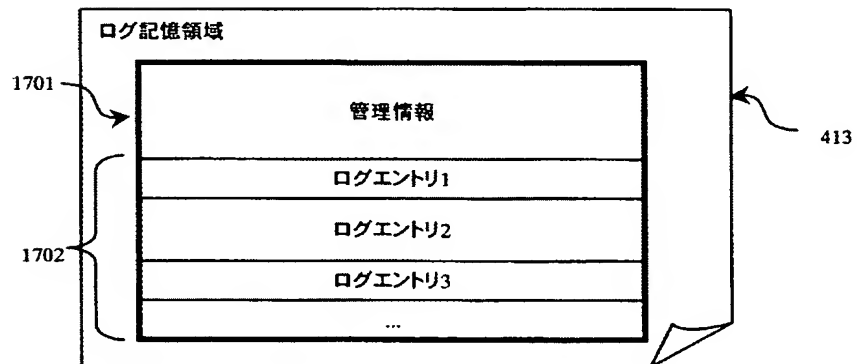 ログ記憶領域
1701
管理情報
413
ログエントリ1
ログエントリ2
1702
ログエントリ3
...